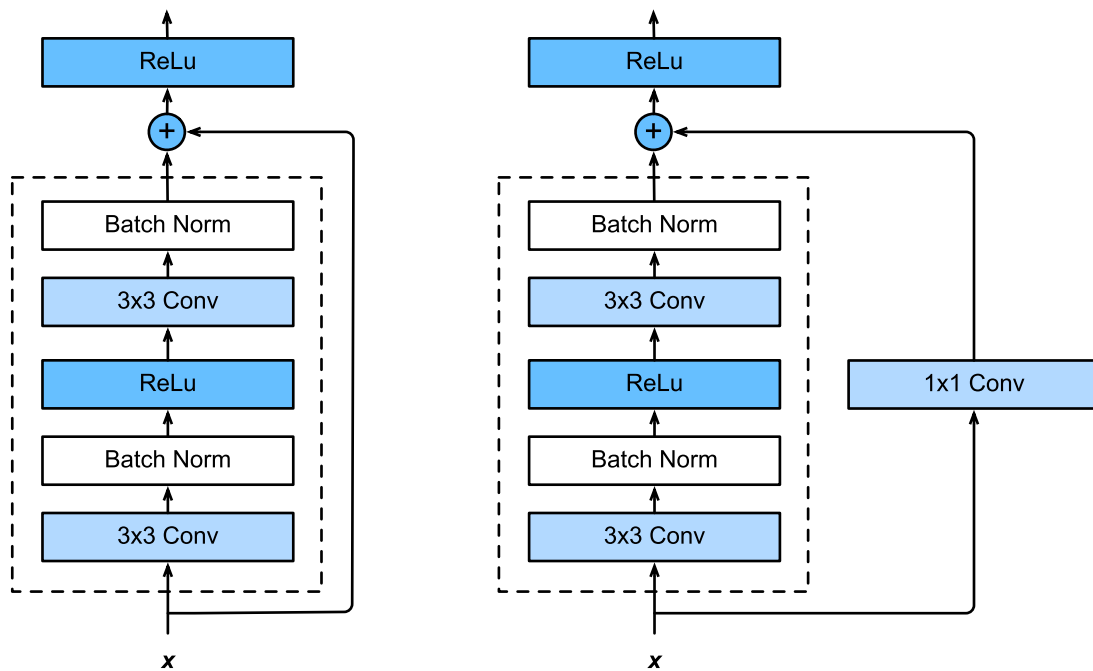 ReLu
+
Batch Norm
3x3 Conv
ReLu
Batch Norm
3x3 Conv
x
ReLu
+
Batch Norm
3x3 Conv
ReLu
Batch Norm
3x3 Conv
x
1x1 Conv